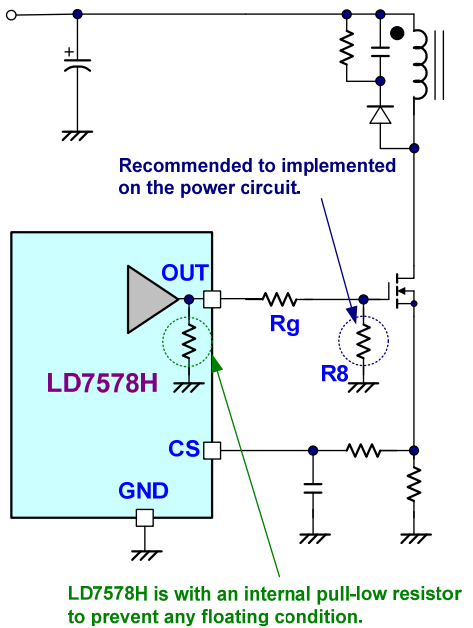 +
Recommended to implemented
on the power circuit.
OUT
Rg
R8
LD7578H
CS
GND
LD7578H is with an internal pull-low resistor
to prevent any floating condition.